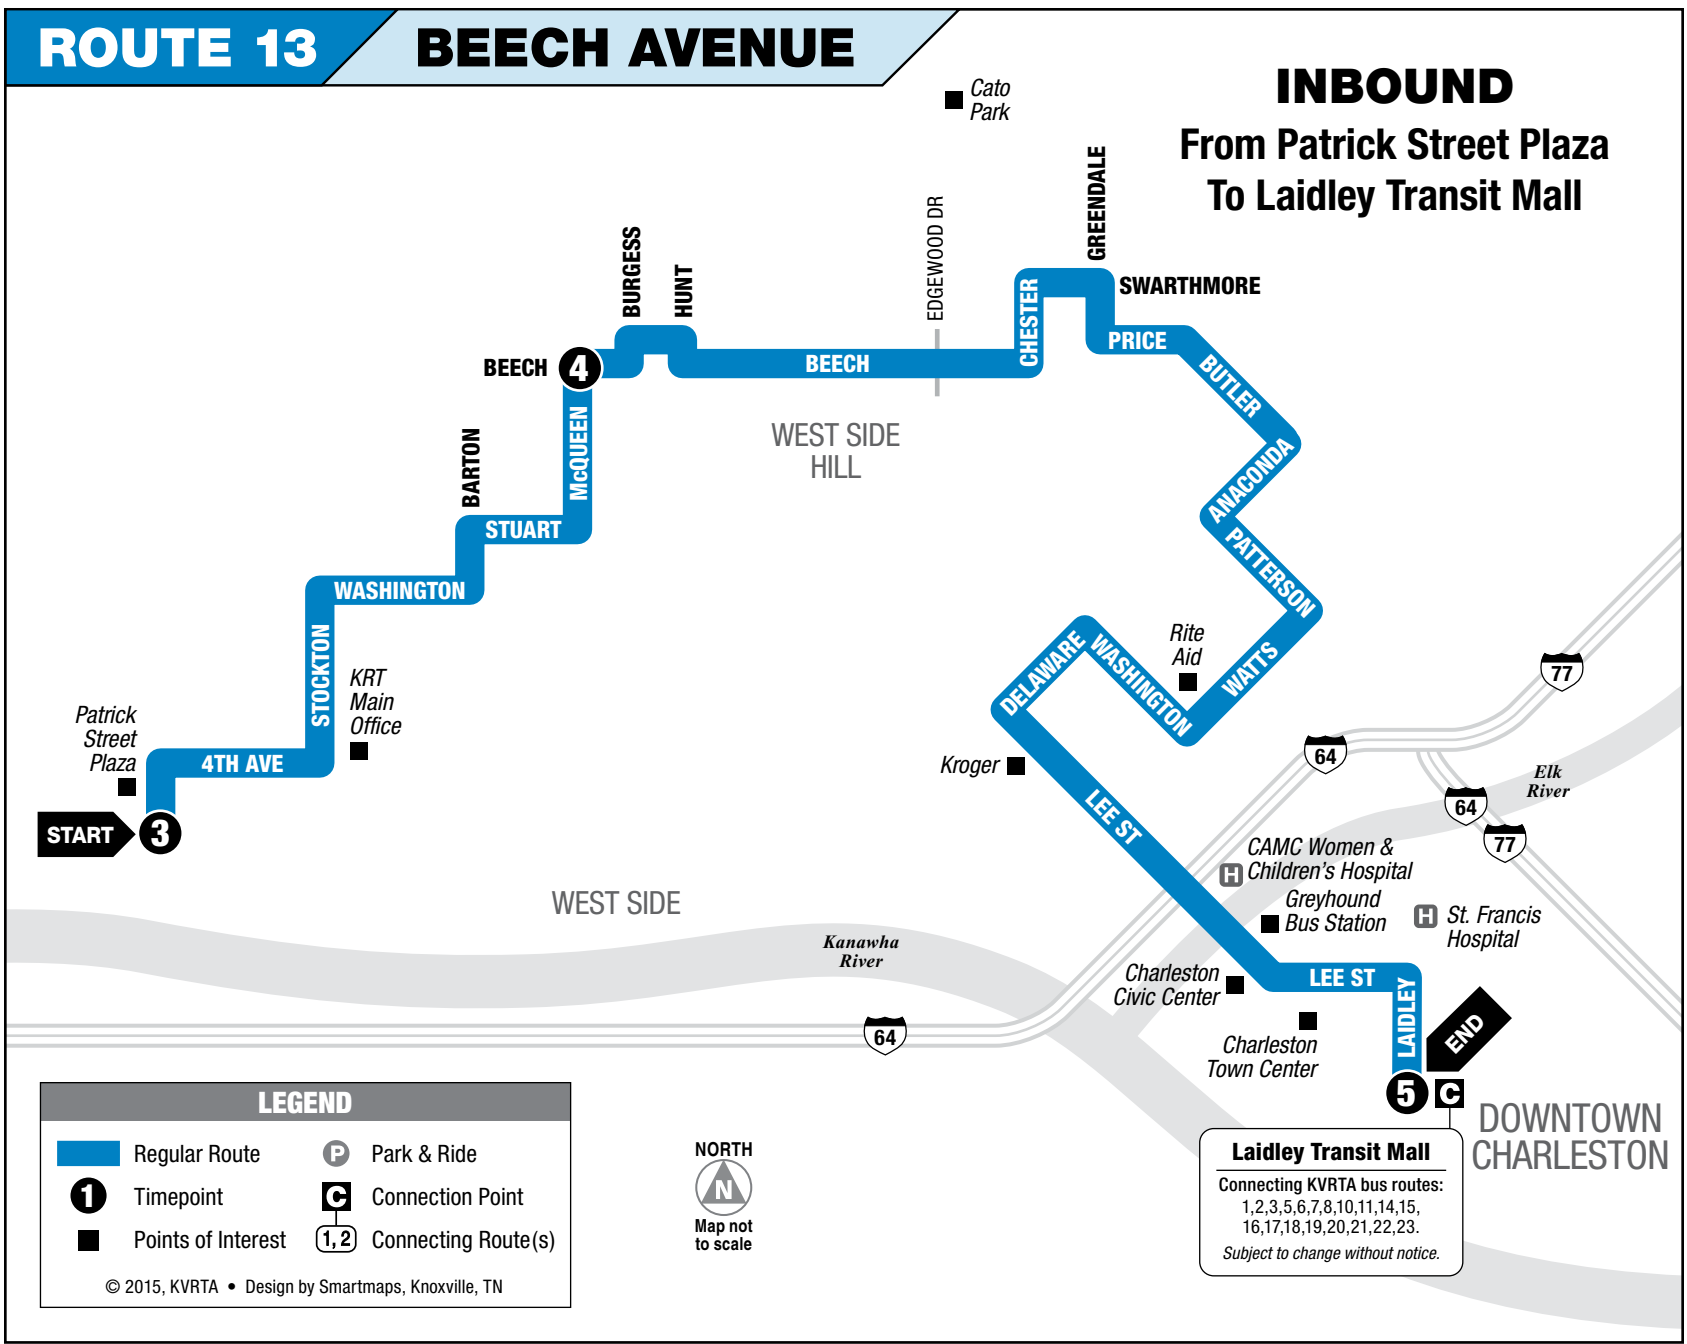 ROUTE 13
BEECH AVENUE
INBOUND
From Patrick Street Plaza
To Laidley Transit Mall
Cato
Park
GREENDALE
EDGEWOOD DR
BURGESS
HUNT
CHESTER
SWARTHMORE
PRICE
BEECH
4
BEECH
BUTLER
McQUEEN
WEST SIDE
HILL
BARTON
ANACONDA
STUART
PATTERSON
WASHINGTON
STOCKTON
KRT
Main
Office
Rite
Aid
DELAWARE
WASHINGTON
WATTS
77
Patrick
Street
Plaza
4TH AVE
64
Kroger
Elk
River
64
START
3
LEE ST
77
CAMC Women &
Children's Hospital
H
Greyhound
Bus Station
H
St. Francis
Hospital
WEST SIDE
Kanawha
River
Charleston
Civic Center
LEE ST
LAIDLEY
END
64
Charleston
Town Center
5
C
DOWNTOWN
CHARLESTON
Laidley Transit Mall
Connecting KVRTA bus routes:
1,2,3,5,6,7,8,10,11,14,15,
16,17,18,19,20,21,22,23.
Subject to change without notice.
LEGEND
Regular Route
P
Park & Ride
1
Timepoint
C
Connection Point
Points of Interest
1, 2
Connecting Route(s)
© 2015, KVRTA • Design by Smartmaps, Knoxville, TN
NORTH
N
Map not
to scale